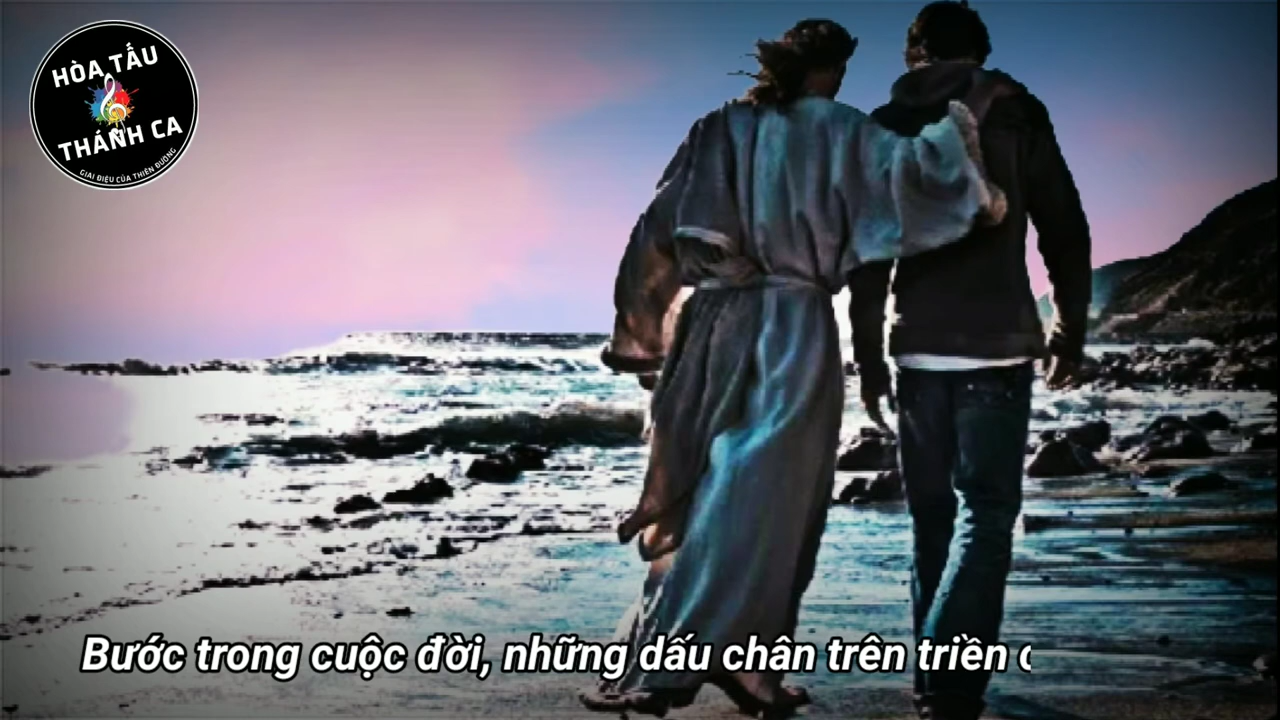 HÒA TẤU
THÁNH CA
GIAI ĐIỆU CỦA THIÊN ĐƯỜNG
Bước trong cuộc đời, những dấu chân trên triền